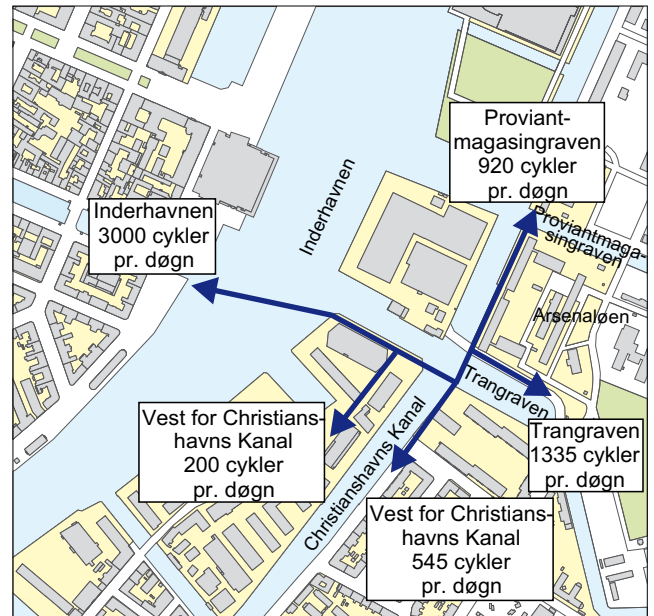 Proviant-
magasingraven
920 cykler
pr. døgn
Inderhavnen
3000 cykler
pr. døgn
Inderhavnen
Proviantmaga-
singraven
Arsenaløen
Trangraven
Vest for Christians-
havns Kanal
200 cykler
pr. døgn
Christianshavns Kanal
Trangraven
1335 cykler
pr. døgn
Vest for Christians-
havns Kanal
545 cykler
pr. døgn